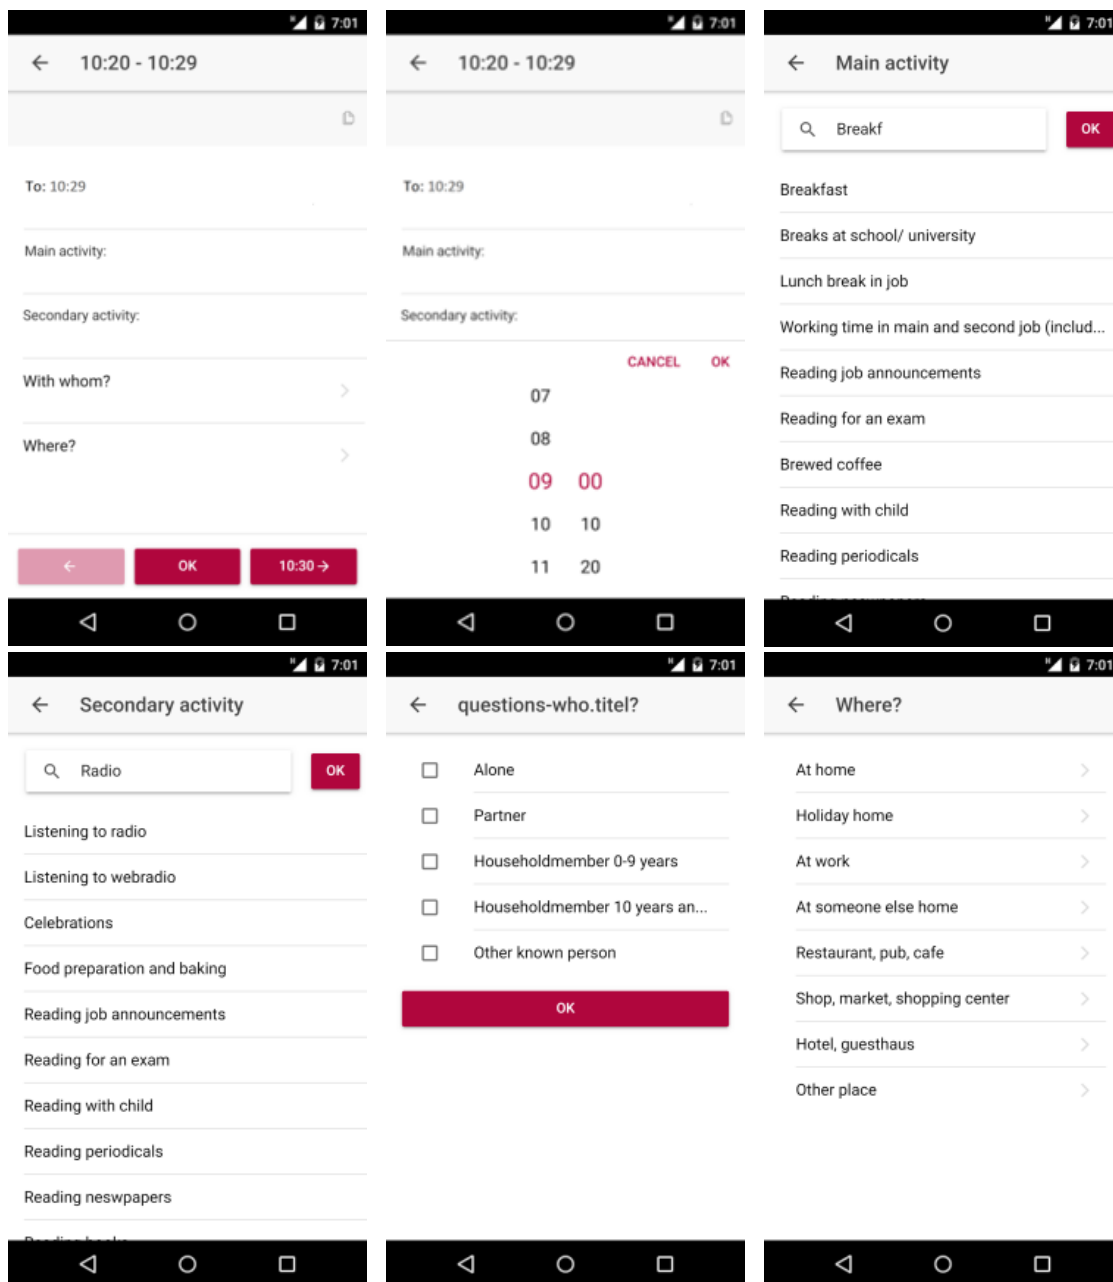 7:01
10:20 - 10:29
To: 10:29
Main activity:
Secondary activity:
With whom?
Where?
OK
10:30 →
7:01
10:20 - 10:29
To: 10:29
Main activity:
Secondary activity:
CANCEL OK
07
08
09 00
10 10
11 20
7:01
Main activity
Breakf OK
Breakfast
Breaks at school/ university
Lunch break in job
Working time in main and second job (includ...
Reading job announcements
Reading for an exam
Brewed coffee
Reading with child
Reading periodicals
7:01
Secondary activity
Radio OK
Listening to radio
Listening to webradio
Celebrations
Food preparation and baking
Reading job announcements
Reading for an exam
Reading with child
Reading periodicals
Reading neswpapers
7:01
questions-who.titel?
Alone
Partner
Householdmember 0-9 years
Householdmember 10 years an...
Other known person
OK
7:01
Where?
At home
Holiday home
At work
At someone else home
Restaurant, pub, cafe
Shop, market, shopping center
Hotel, guesthaus
Other place